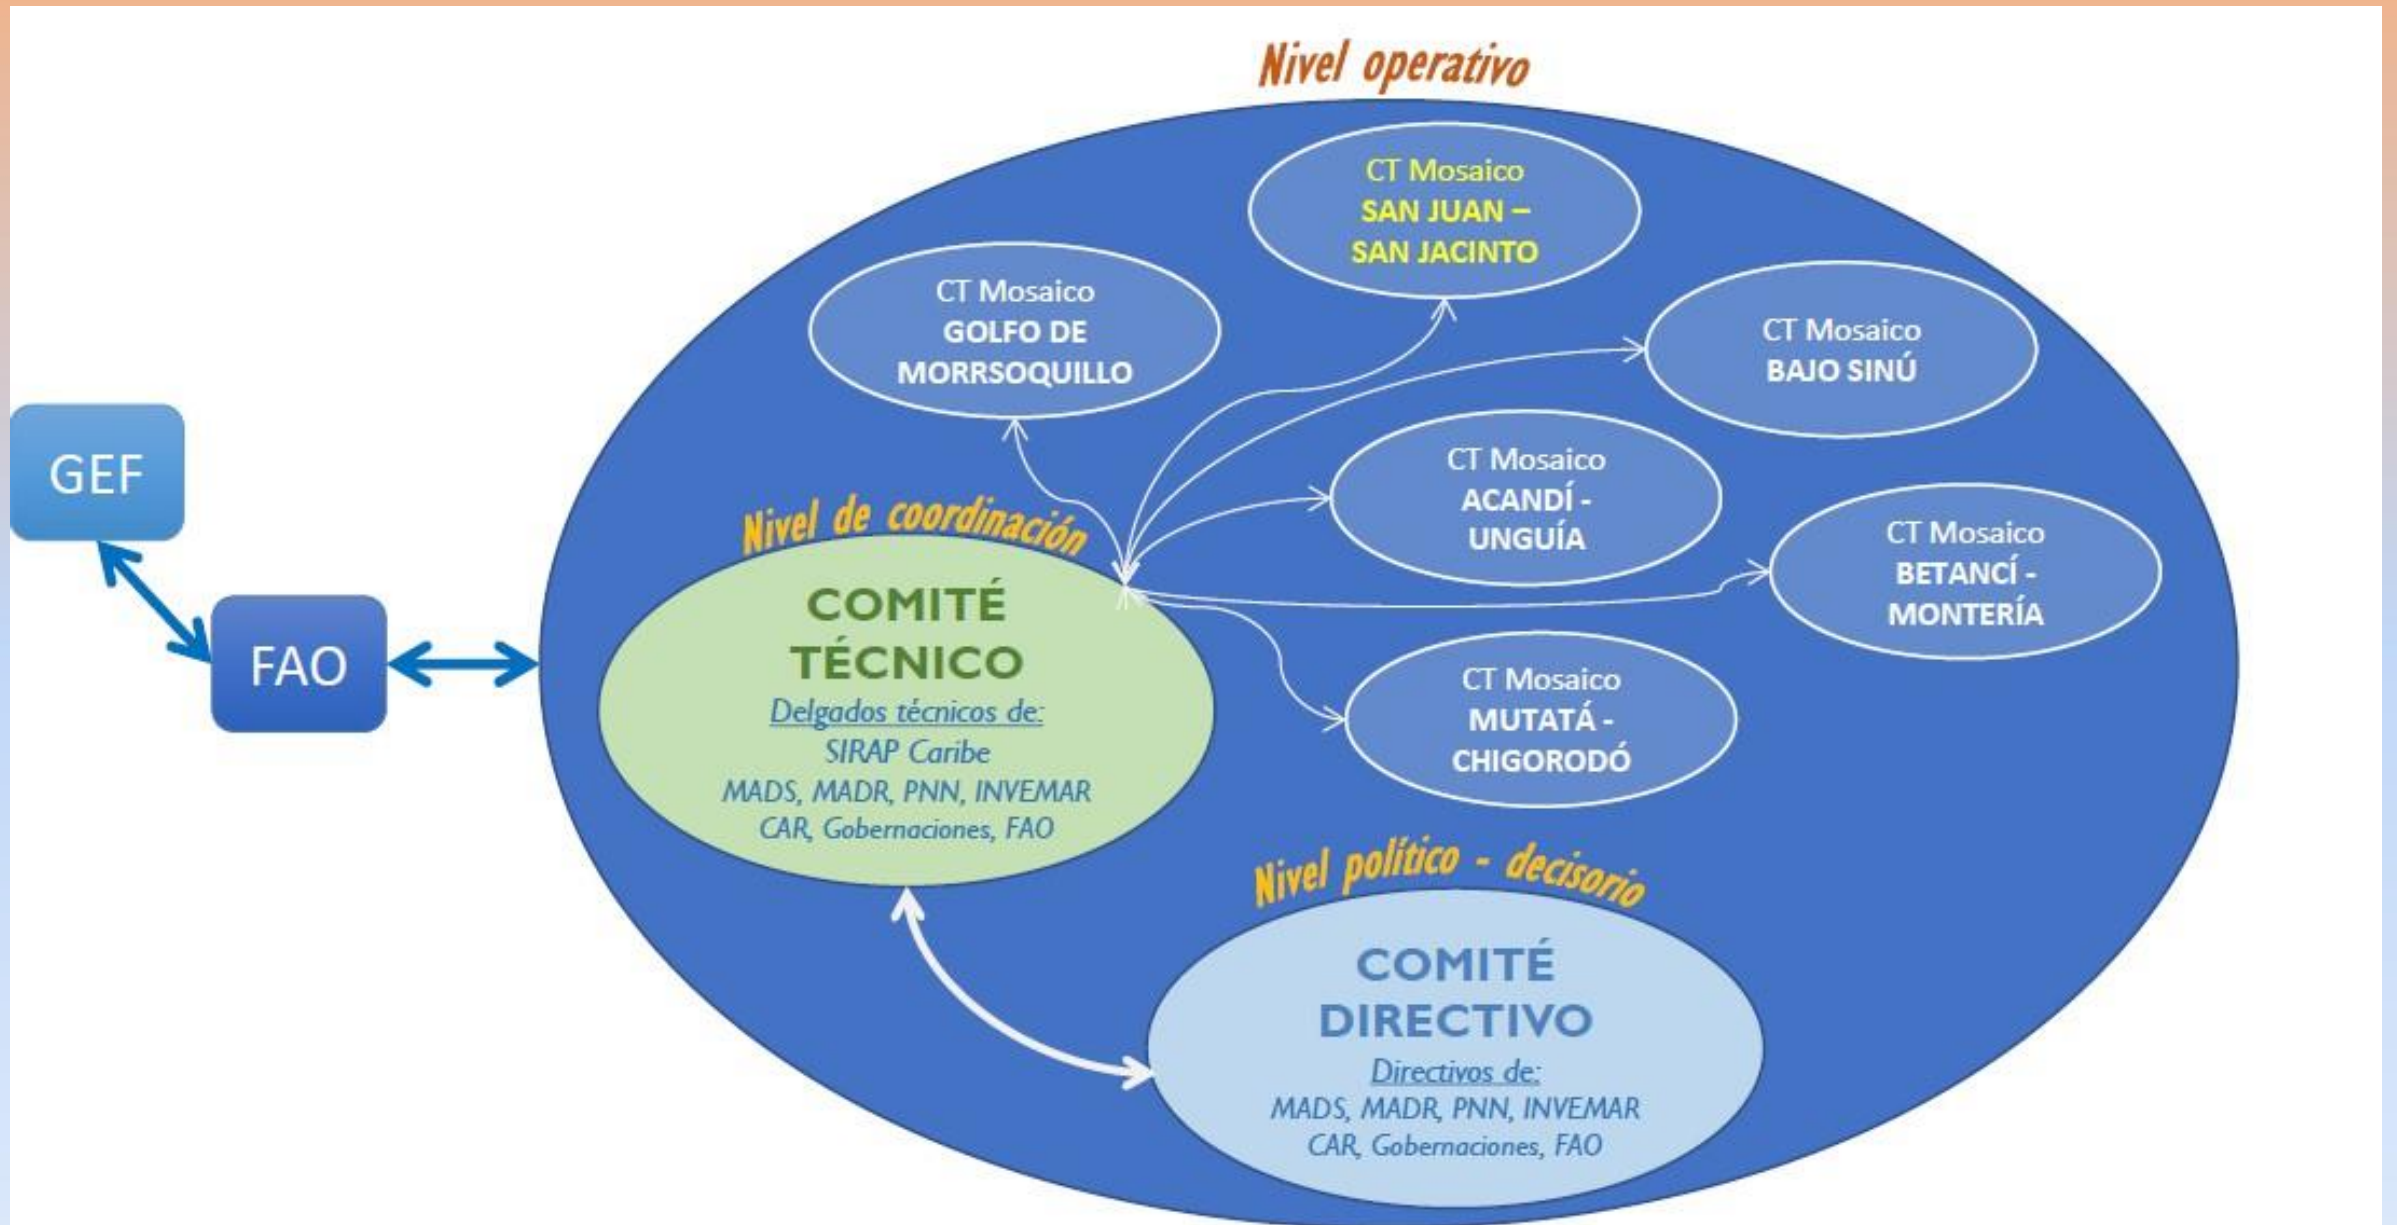 Nivel operativo
CT Mosaico
SAN JUAN –
SAN JACINTO
CT Mosaico
GOLFO DE
MORRSOQUILLO
CT Mosaico
BAJO SINÚ
CT Mosaico
ACANDÍ -
UNGUÍA
CT Mosaico
BETANCÍ -
MONTERÍA
CT Mosaico
MUTATÁ -
CHIGORODÓ
GEF
FAO
Nivel de coordinación
COMITÉ
TÉCNICO
Delgados técnicos de:
SIRAP Caribe
MADS, MADR, PNN, INVEMAR
CAR, Gobernaciones, FAO
Nivel político - decisorio
COMITÉ
DIRECTIVO
Directivos de:
MADS, MADR, PNN, INVEMAR
CAR, Gobernaciones, FAO